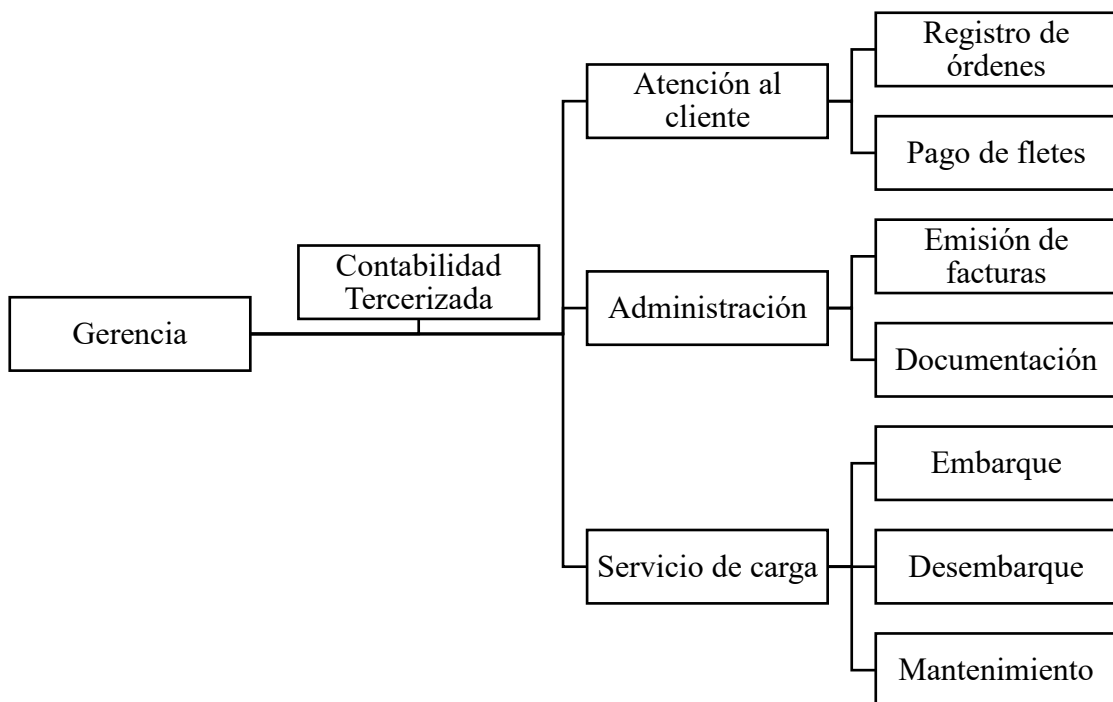 Gerencia
Contabilidad
Tercerizada
Atención al
cliente
Registro de
órdenes
Pago de fletes
Administración
Emisión de
facturas
Documentación
Servicio de carga
Embarque
Desembarque
Mantenimiento